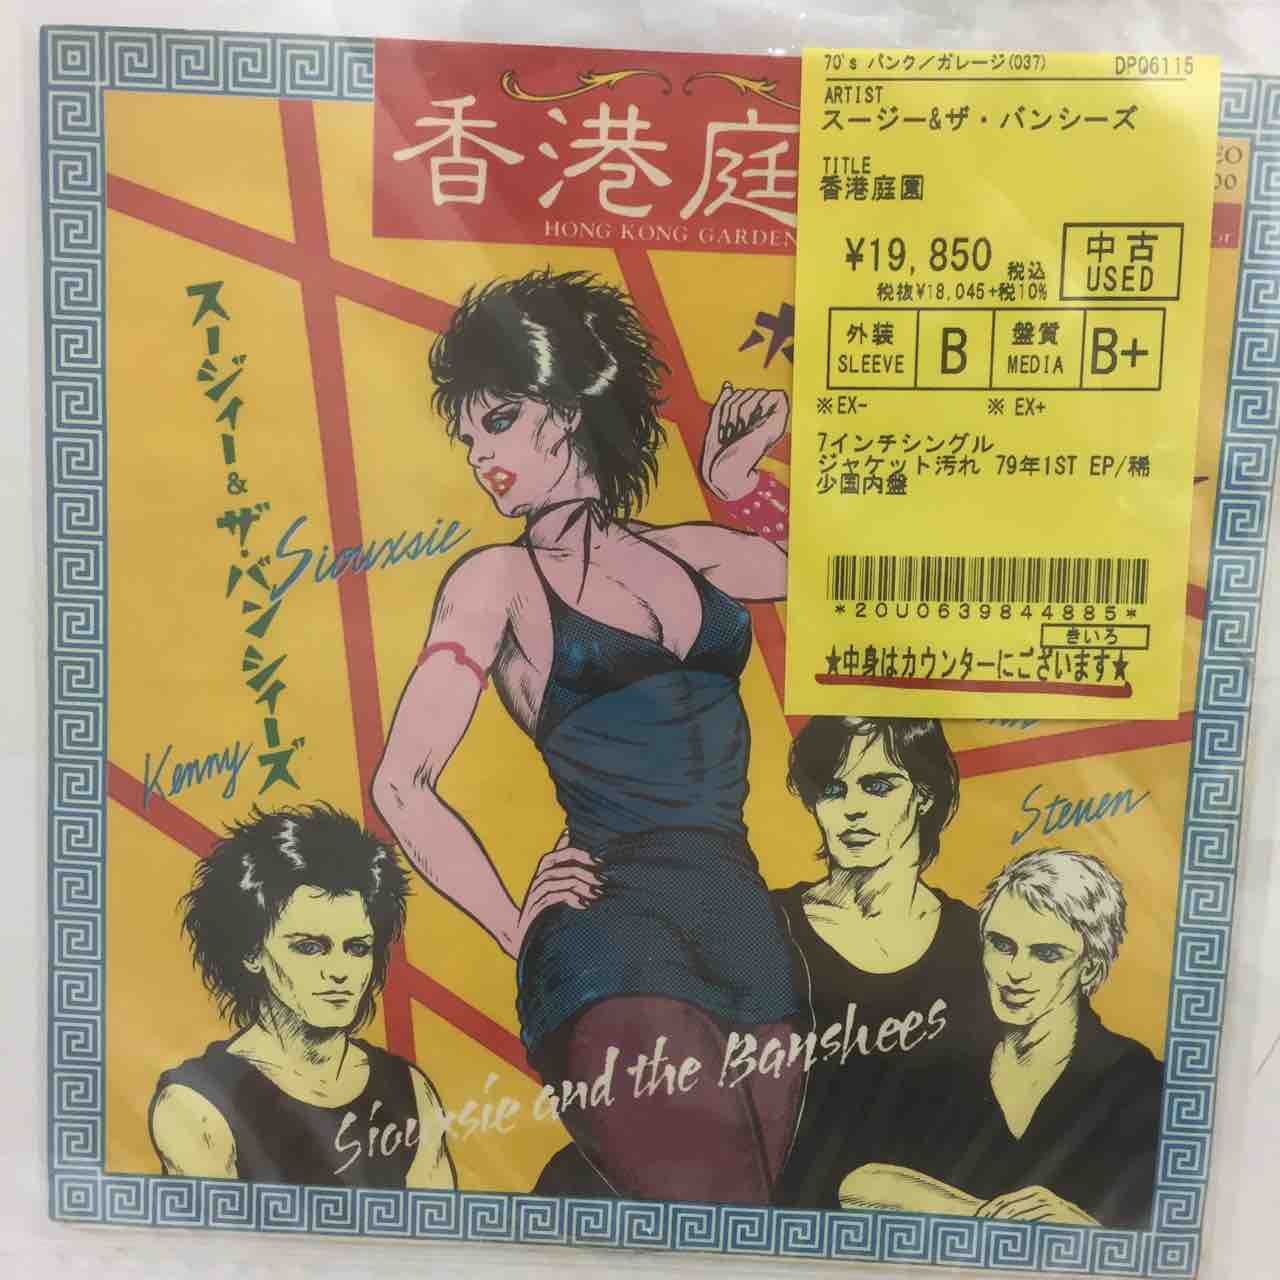 香港庭
HONG KONG GARDEN
スージィー&ザ・バンシィーズ
Siouxsie
Kenny
Steven
Siouxsie and the Banshees
70's パンク/ガレージ(037) DP06115
ARTIST
スージー&ザ・バンシーズ
TITLE
香港庭園
¥19,850 税込
税抜¥18,045+税10%
中古
USED
外装 SLEEVE B 盤質 MEDIA B+
※EX- ※ EX+
7インチシングル
ジャケット汚れ 79年1ST EP/稀
少国内盤
*20U0639844885*
きいろ
★中身はカウンターにございます★